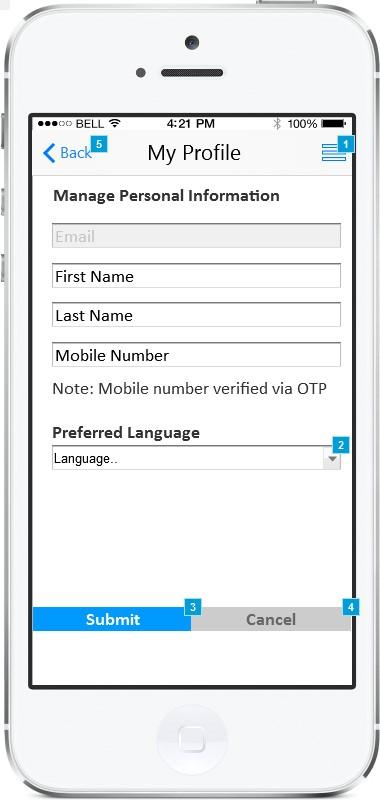 BELL 4:21 PM 100%
Back 5 My Profile 1
Manage Personal Information
Email
First Name
Last Name
Mobile Number
Note: Mobile number verified via OTP
Preferred Language
2
Language..
3 4
Submit Cancel